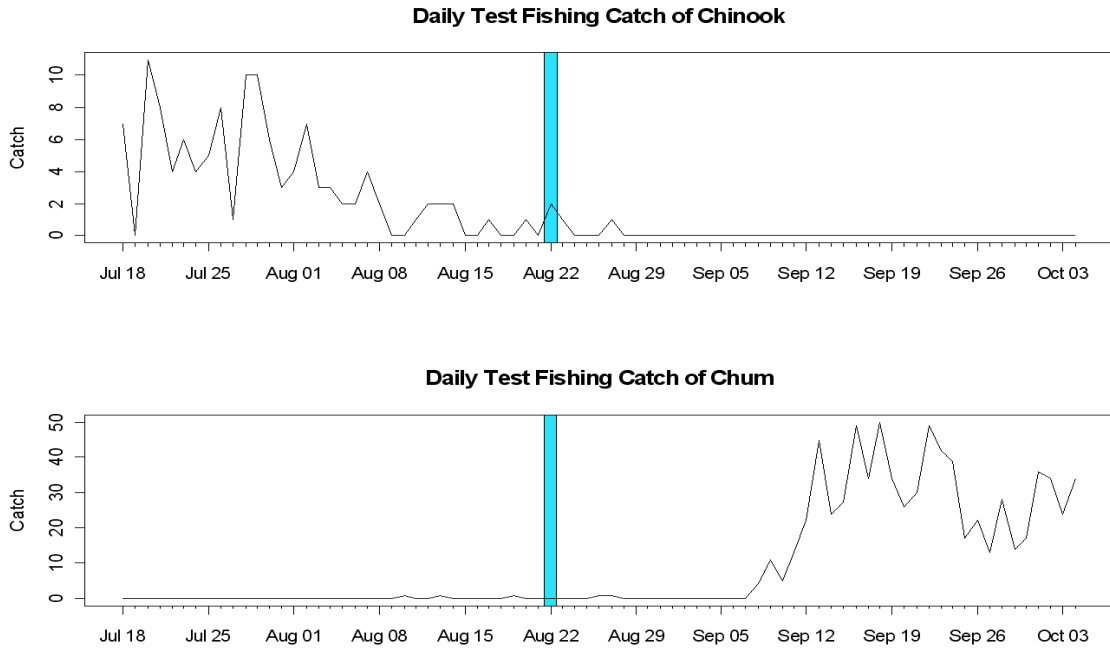 Daily Test Fishing Catch of Chinook
Catch
10
8
6
4
2
0
Jul 18 Jul 25 Aug 01 Aug 08 Aug 15 Aug 22 Aug 29 Sep 05 Sep 12 Sep 19 Sep 26 Oct 03
Daily Test Fishing Catch of Chum
Catch
50
40
30
20
10
0
Jul 18 Jul 25 Aug 01 Aug 08 Aug 15 Aug 22 Aug 29 Sep 05 Sep 12 Sep 19 Sep 26 Oct 03